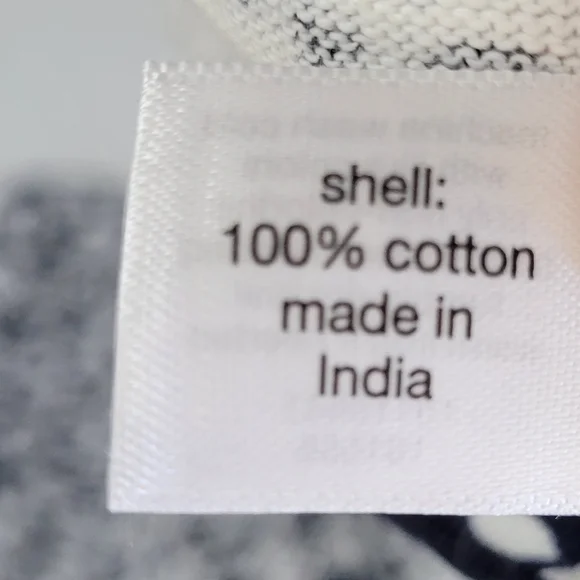 shell:
100% cotton
made in
India